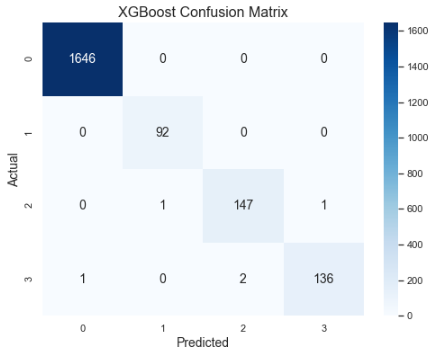 XGBoost Confusion Matrix
Actual
0 1646 0 0 0
1 0 92 0 0
2 0 1 147 1
3 1 0 2 136
0 1 2 3
Predicted
1600
1400
1200
1000
800
600
400
200
0